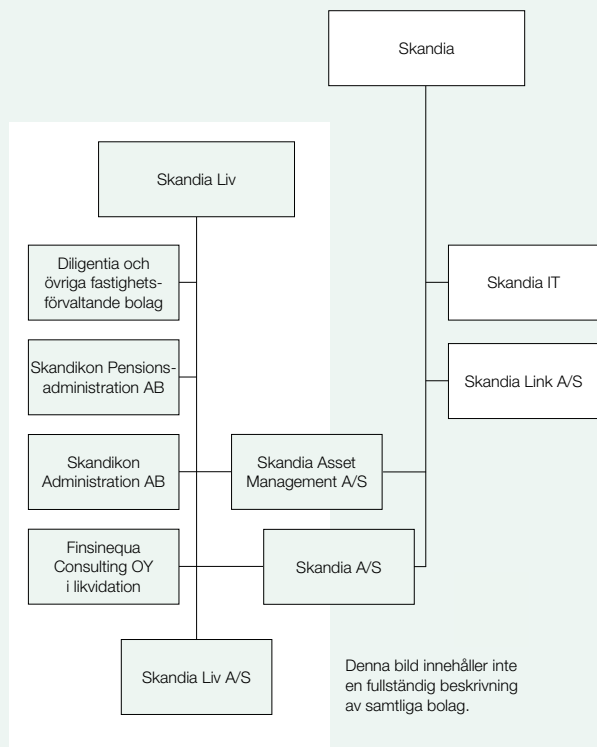 Skandia
Skandia Liv
Diligentia och
övriga fastighets-
förvaltande bolag
Skandia IT
Skandikon Pensions-
administration AB
Skandia Link A/S
Skandikon
Administration AB
Skandia Asset
Management A/S
Finsinequa
Consulting OY
i likvidation
Skandia A/S
Skandia Liv A/S
Denna bild innehåller inte
en fullständig beskrivning
av samtliga bolag.